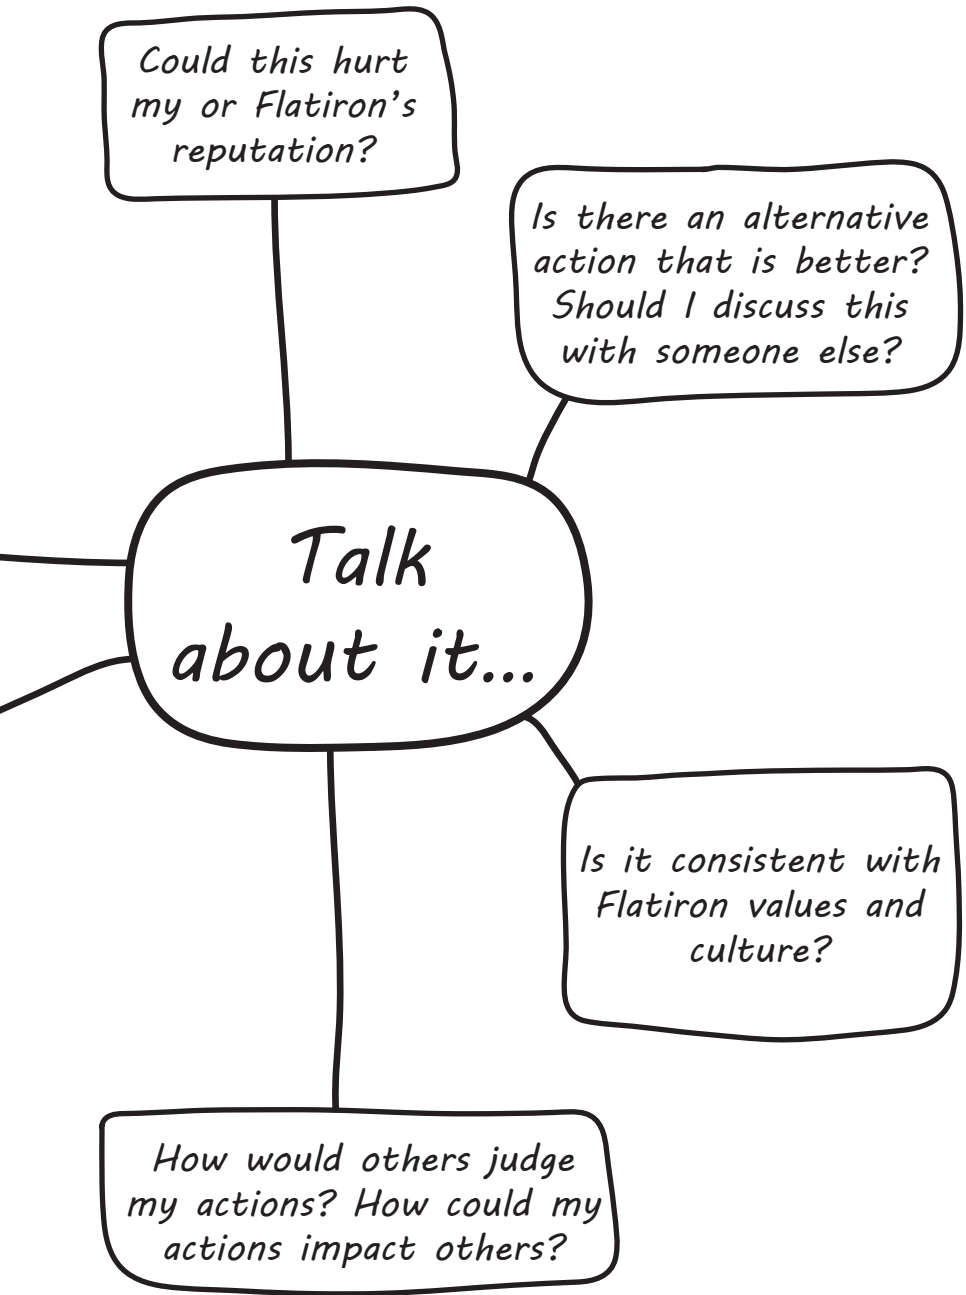 Could this hurt
my or Flatiron's
reputation?
Is there an alternative
action that is better?
Should I discuss this
with someone else?
Talk
about it...
Is it consistent with
Flatiron values and
culture?
How would others judge
my actions? How could my
actions impact others?